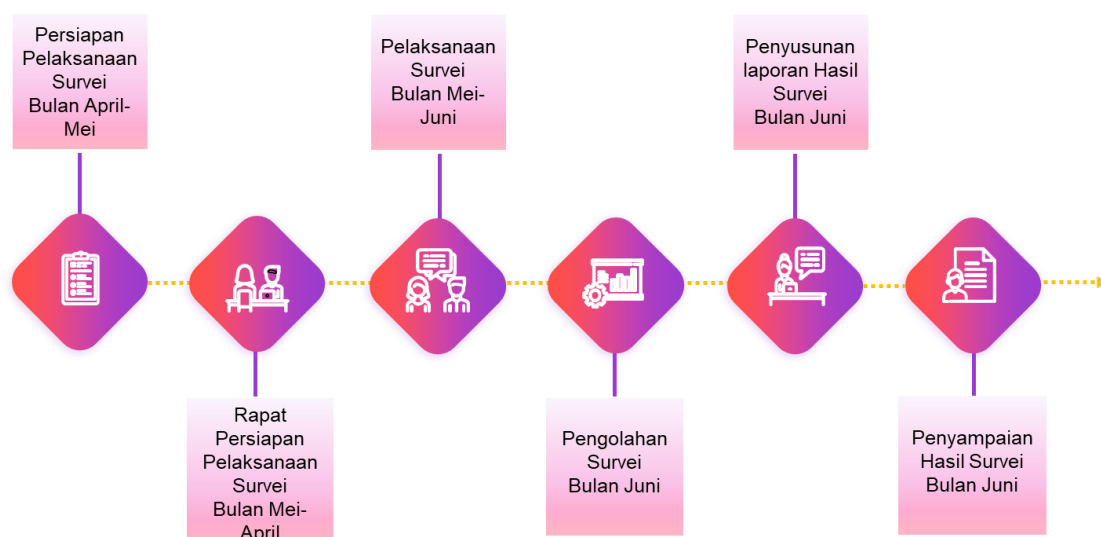 Persiapan
Pelaksanaan
Survei
Bulan April-
Mei
Rapat
Persiapan
Pelaksanaan
Survei
Bulan Mei-
April
Pelaksanaan
Survei
Bulan Mei-
Juni
Pengolahan
Survei
Bulan Juni
Penyusunan
laporan Hasil
Survei
Bulan Juni
Penyampaian
Hasil Survei
Bulan Juni